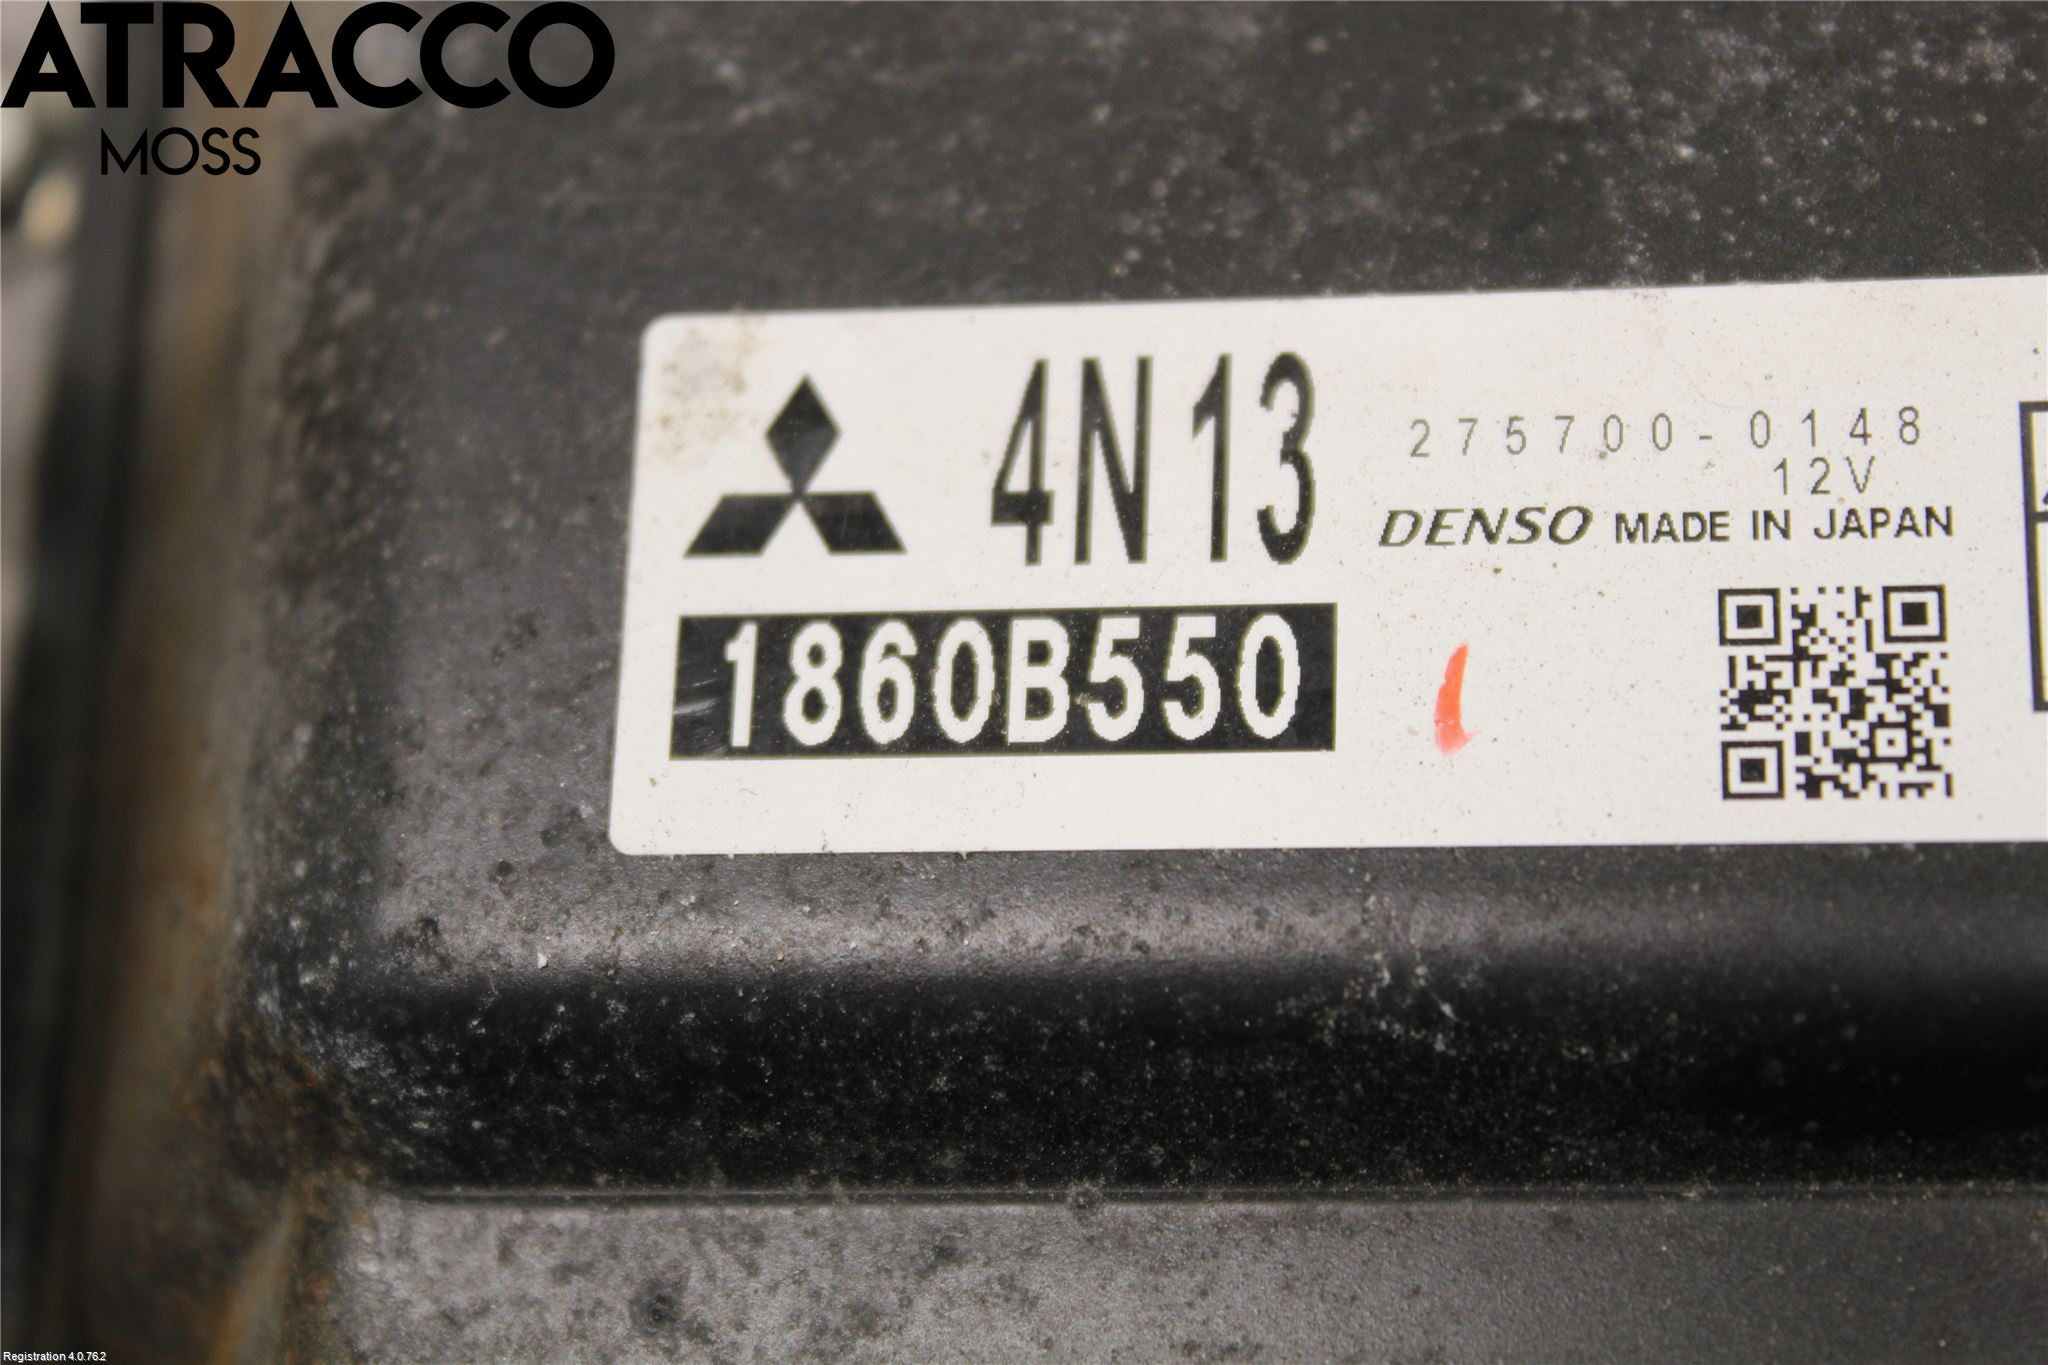 ATRACCO
MOSS
4N13
275700-0148
12V
DENSO MADE IN JAPAN
1860B550
Registration 4.0.76.2